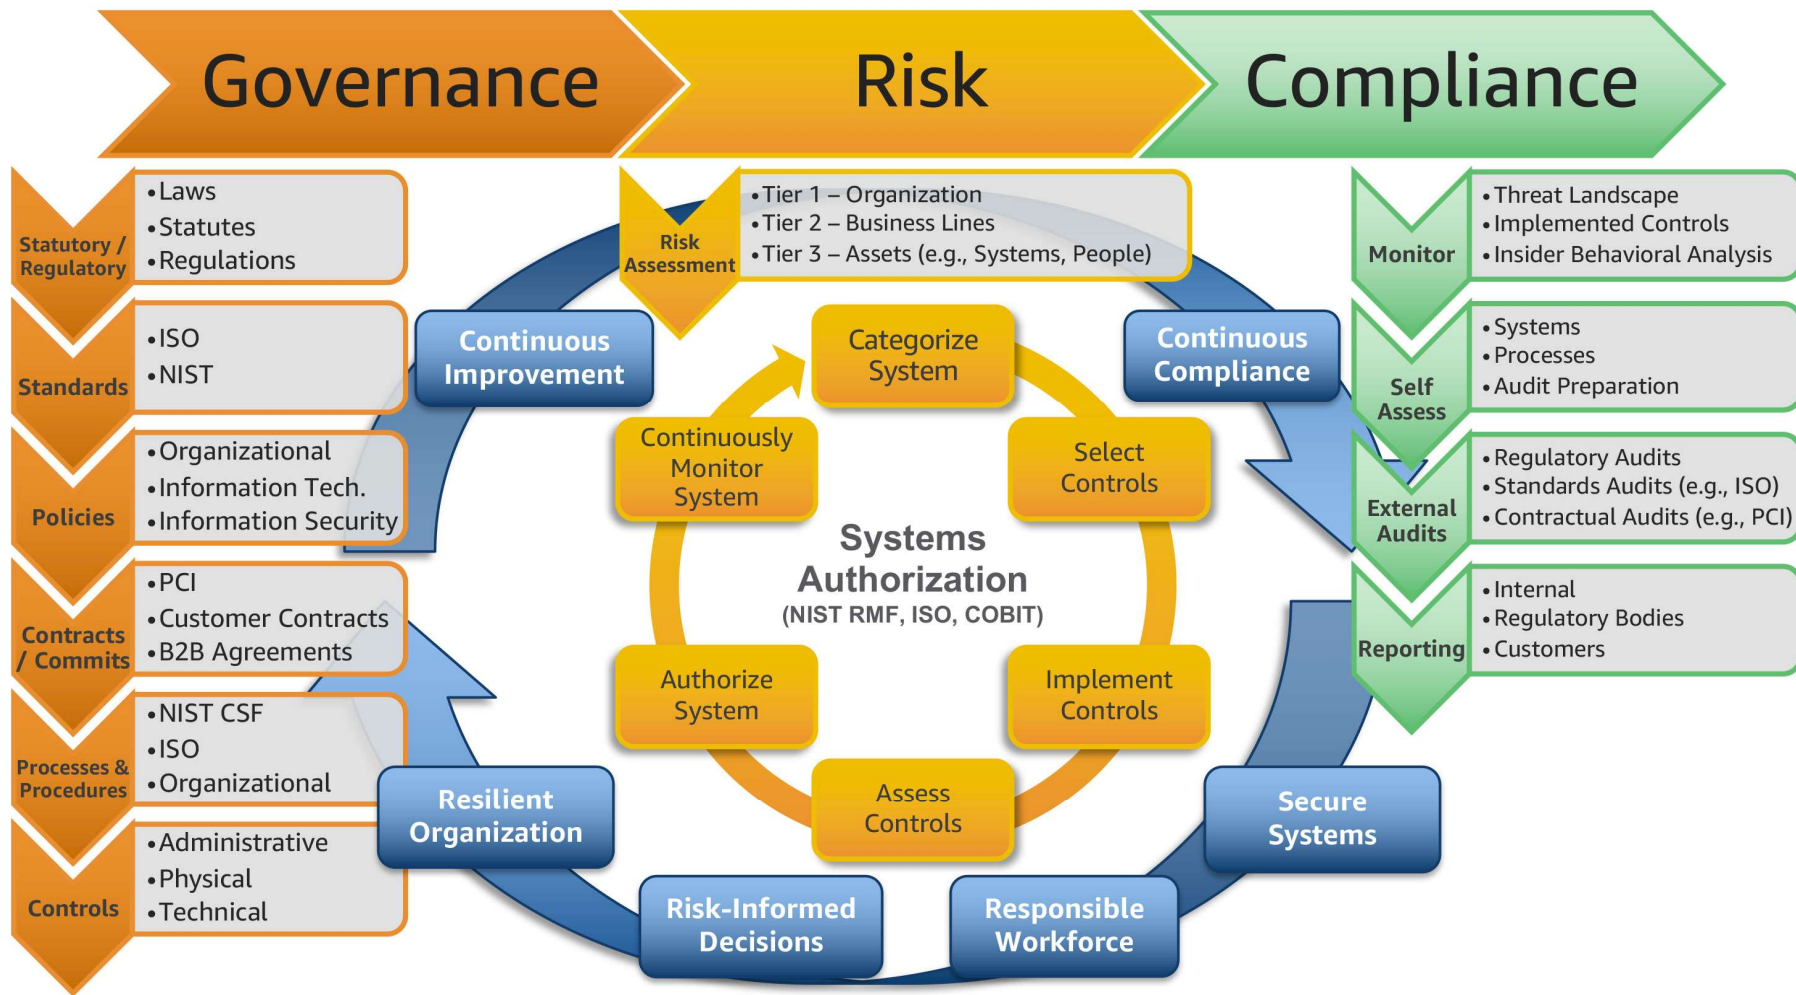 Governance
Risk
Compliance
Statutory /
Regulatory
•Laws
•Statutes
•Regulations
Standards
•ISO
•NIST
Policies
•Organizational
•Information Tech.
•Information Security
Contracts
/ Commits
•PCI
•Customer Contracts
•B2B Agreements
Processes &
Procedures
•NIST CSF
•ISO
•Organizational
Controls
•Administrative
•Physical
•Technical
Risk
Assessment
•Tier 1 – Organization
•Tier 2 – Business Lines
•Tier 3 – Assets (e.g., Systems, People)
Continuous
Improvement
Continuous
Compliance
Categorize
System
Select
Controls
Implement
Controls
Assess
Controls
Authorize
System
Continuously
Monitor
System
Systems
Authorization
(NIST RMF, ISO, COBIT)
Secure
Systems
Responsible
Workforce
Risk-Informed
Decisions
Resilient
Organization
Monitor
•Threat Landscape
•Implemented Controls
•Insider Behavioral Analysis
Self
Assess
•Systems
•Processes
•Audit Preparation
External
Audits
•Regulatory Audits
•Standards Audits (e.g., ISO)
•Contractual Audits (e.g., PCI)
Reporting
•Internal
•Regulatory Bodies
•Customers